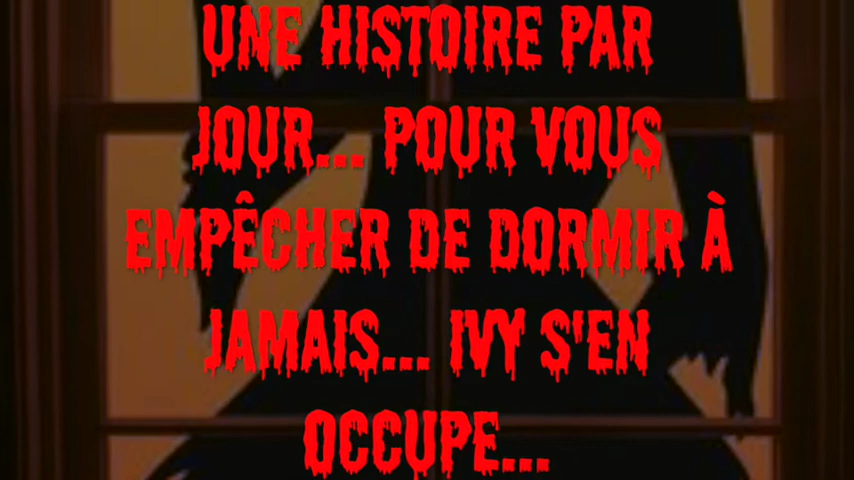 UNE HISTOIRE PAR
JOUR... POUR VOUS
EMPÊCHER DE DORMIR À
JAMAIS... IVY S'EN
OCCUPE...